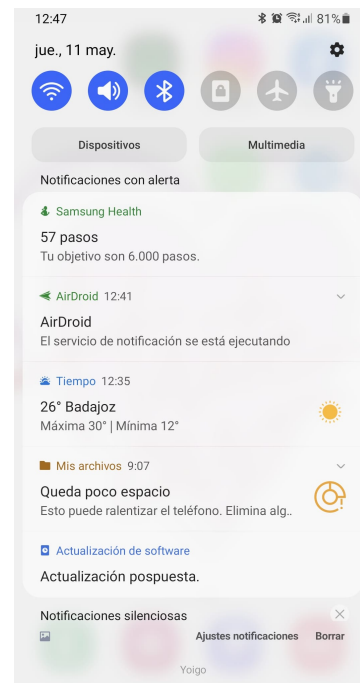 12:47
81%
jue., 11 may.
Dispositivos
Multimedia
Notificaciones con alerta
Samsung Health
57 pasos
Tu objetivo son 6.000 pasos.
AirDroid 12:41
AirDroid
El servicio de notificación se está ejecutando
Tiempo 12:35
26° Badajoz
Máxima 30° | Mínima 12°
Mis archivos 9:07
Queda poco espacio
Esto puede ralentizar el teléfono. Elimina alg..
Actualización de software
Actualización pospuesta.
Notificaciones silenciosas
Ajustes notificaciones
Borrar
Yoigo